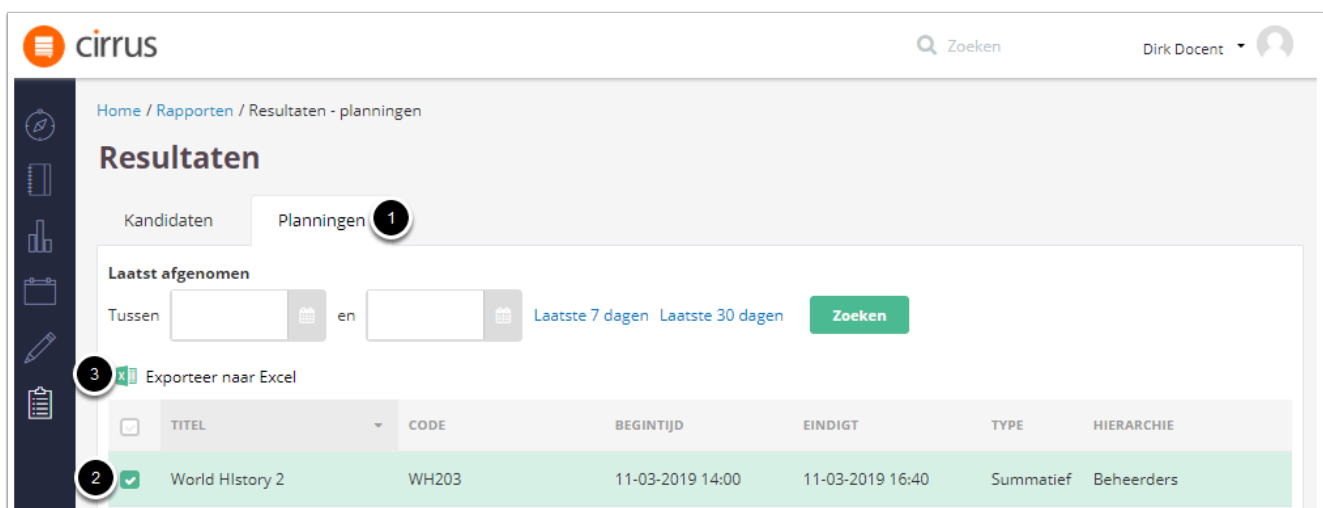 cirrus Zoeken Dirk Docent
Home / Rapporten / Resultaten - planningen
Resultaten
Kandidaten Planningen 1
Laatst afgenomen
Tussen en Laatste 7 dagen Laatste 30 dagen Zoeken
3 Exporteer naar Excel
TITEL CODE BEGINTIJD EINDIGT TYPE HIERARCHIE
2 World HIstory 2 WH203 11-03-2019 14:00 11-03-2019 16:40 Summatief Beheerders